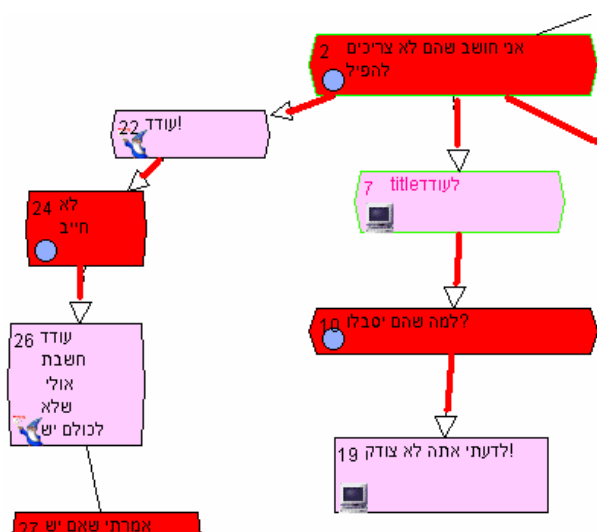 2 אני חושב שהם לא צריכים
להפיל
22 עודד!
7 לעודדtitle
24 לא
חייב
10 למה שהם יסבלו?
26 עודד
חשבת
אולי
שלא
לכולם יש
19 לדעתי אתה לא צודק!
27 אמרתי שאם יש